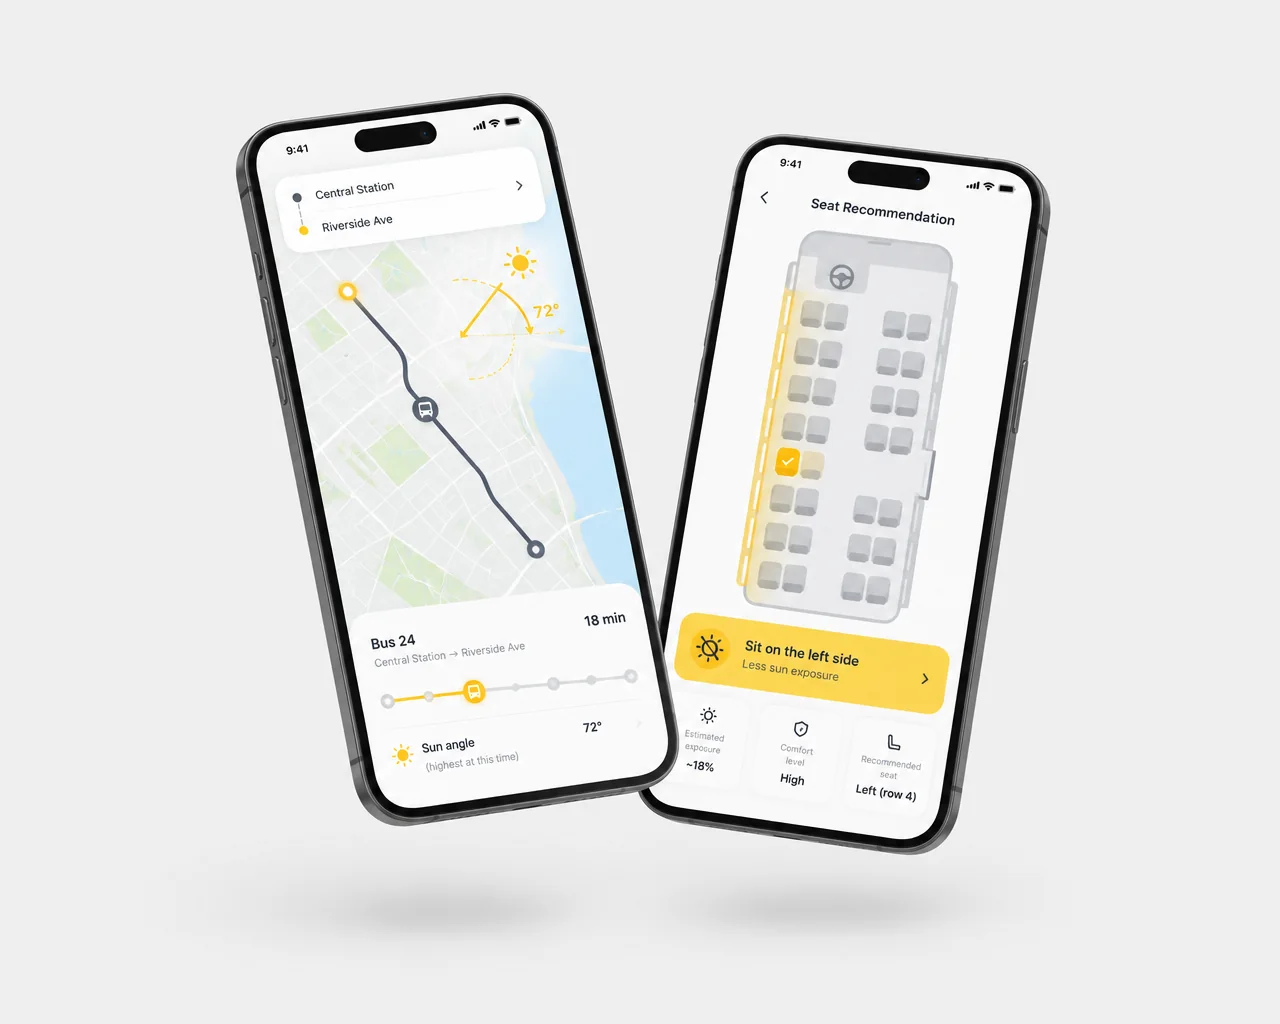 9:41
Central Station
Riverside Ave
72°
Bus 24
18 min
Central Station → Riverside Ave
Sun angle
72°
(highest at this time)
9:41
Seat Recommendation
Sit on the left side
Less sun exposure
Estimated
exposure
~18%
Comfort
level
High
Recommended
seat
Left (row 4)